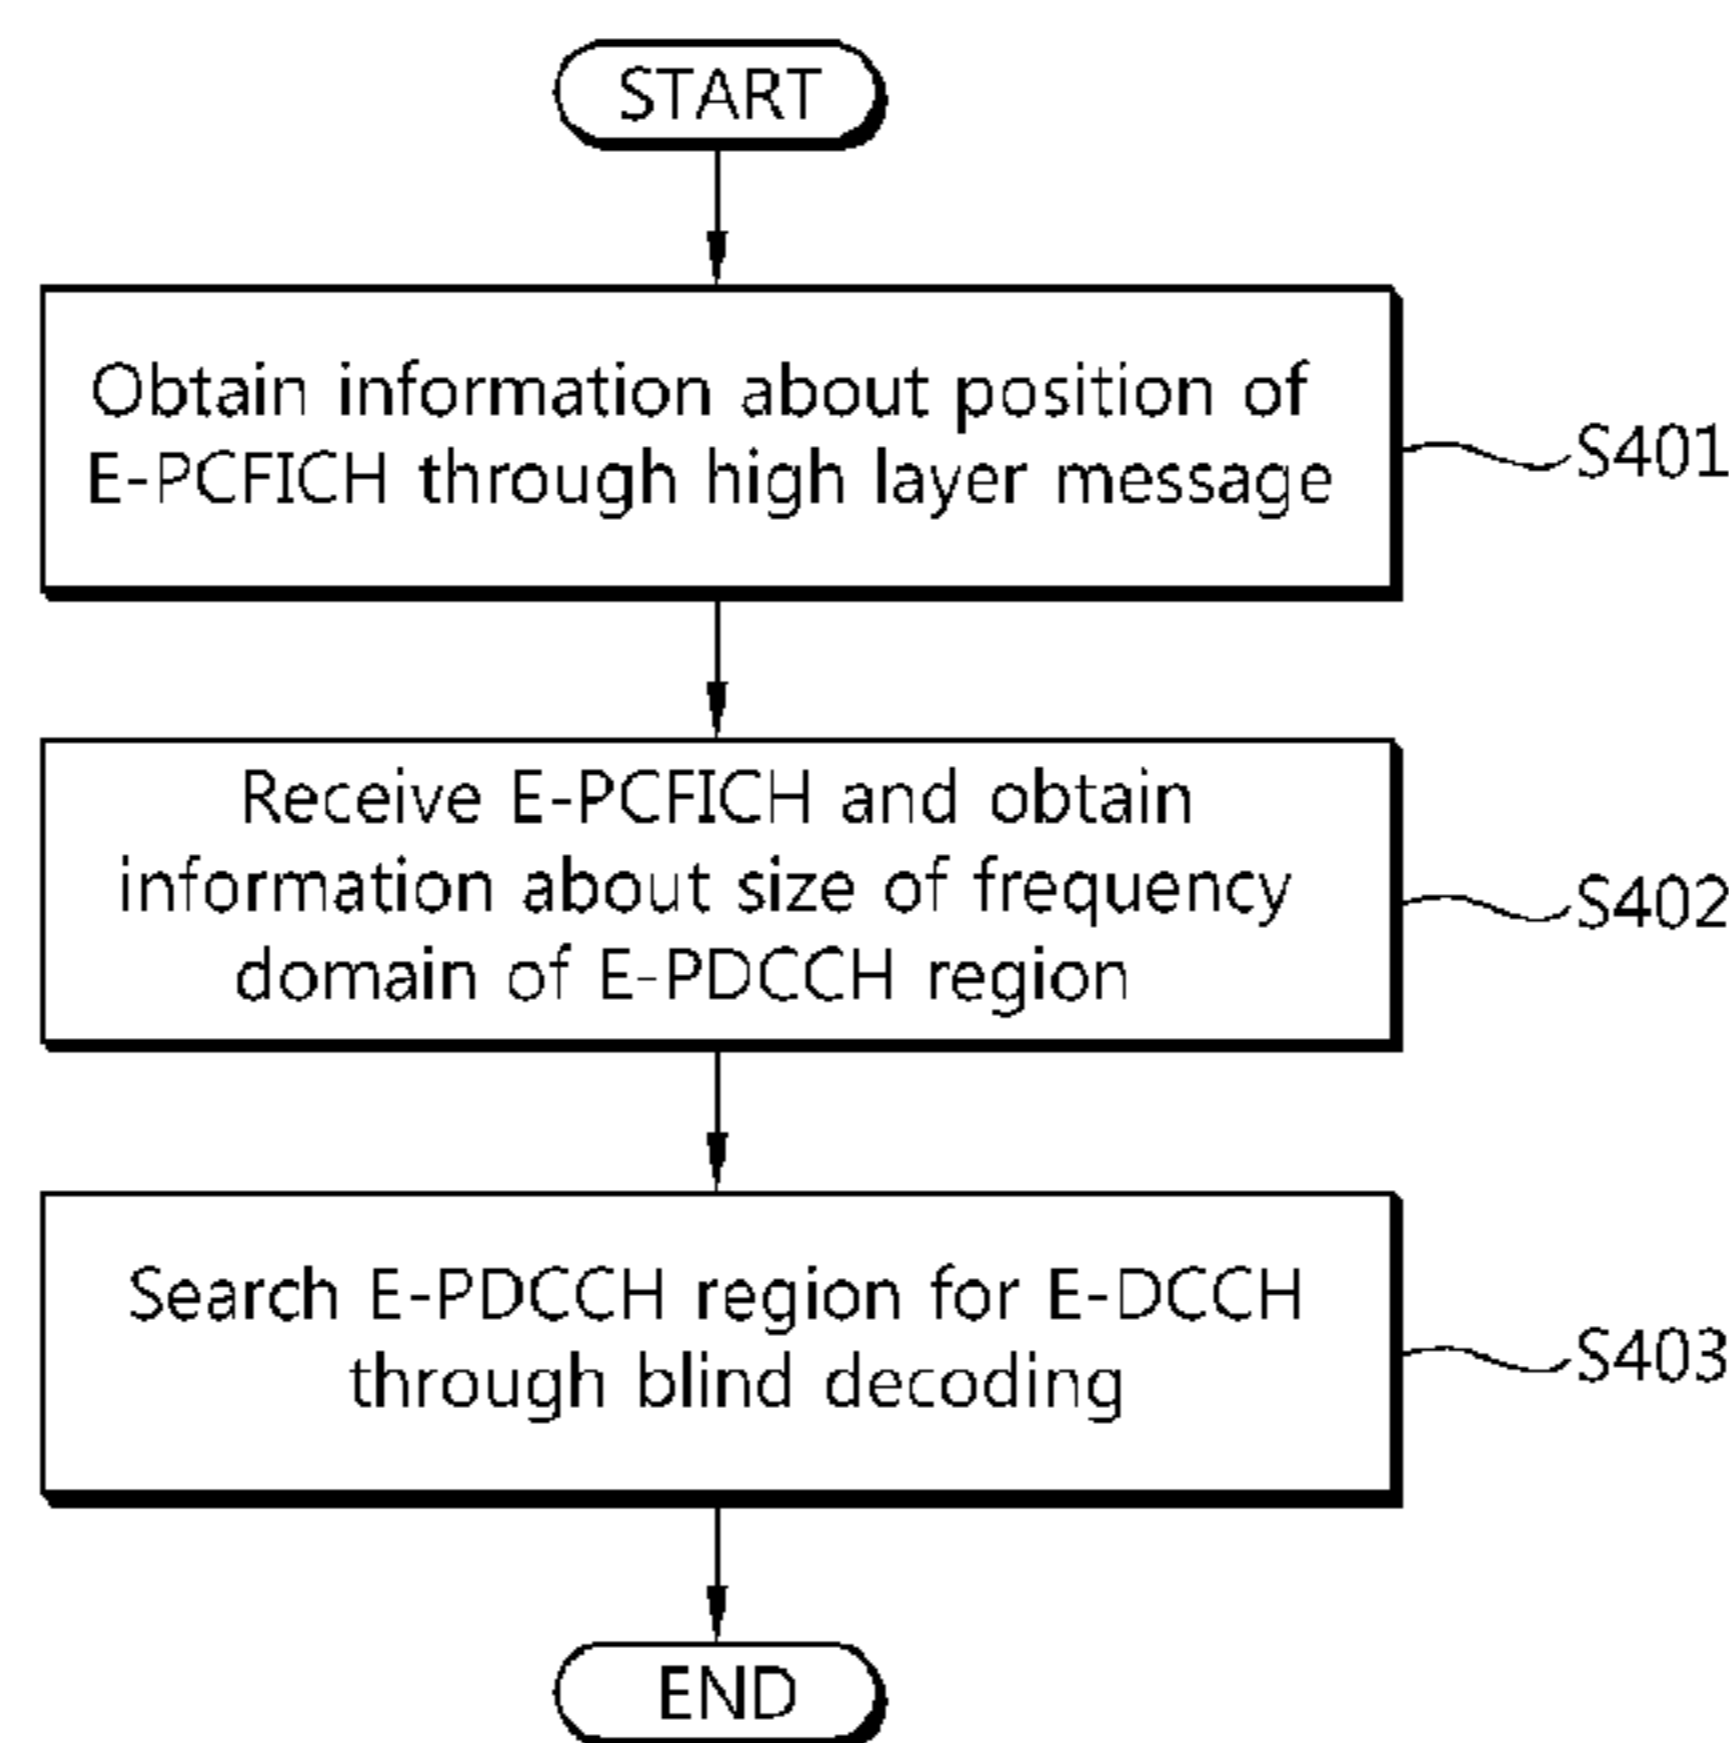 START
Obtain information about position of
E-PCFICH through high layer message
S401
Receive E-PCFICH and obtain
information about size of frequency
domain of E-PDCCH region
S402
Search E-PDCCH region for E-DCCH
through blind decoding
S403
END